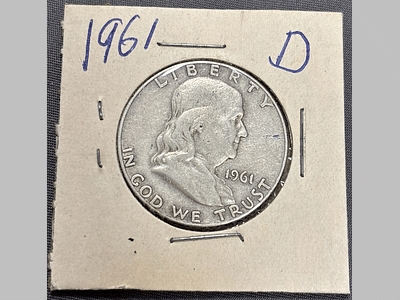 1961 D
LIBERTY
1961
IN GOD WE TRUST